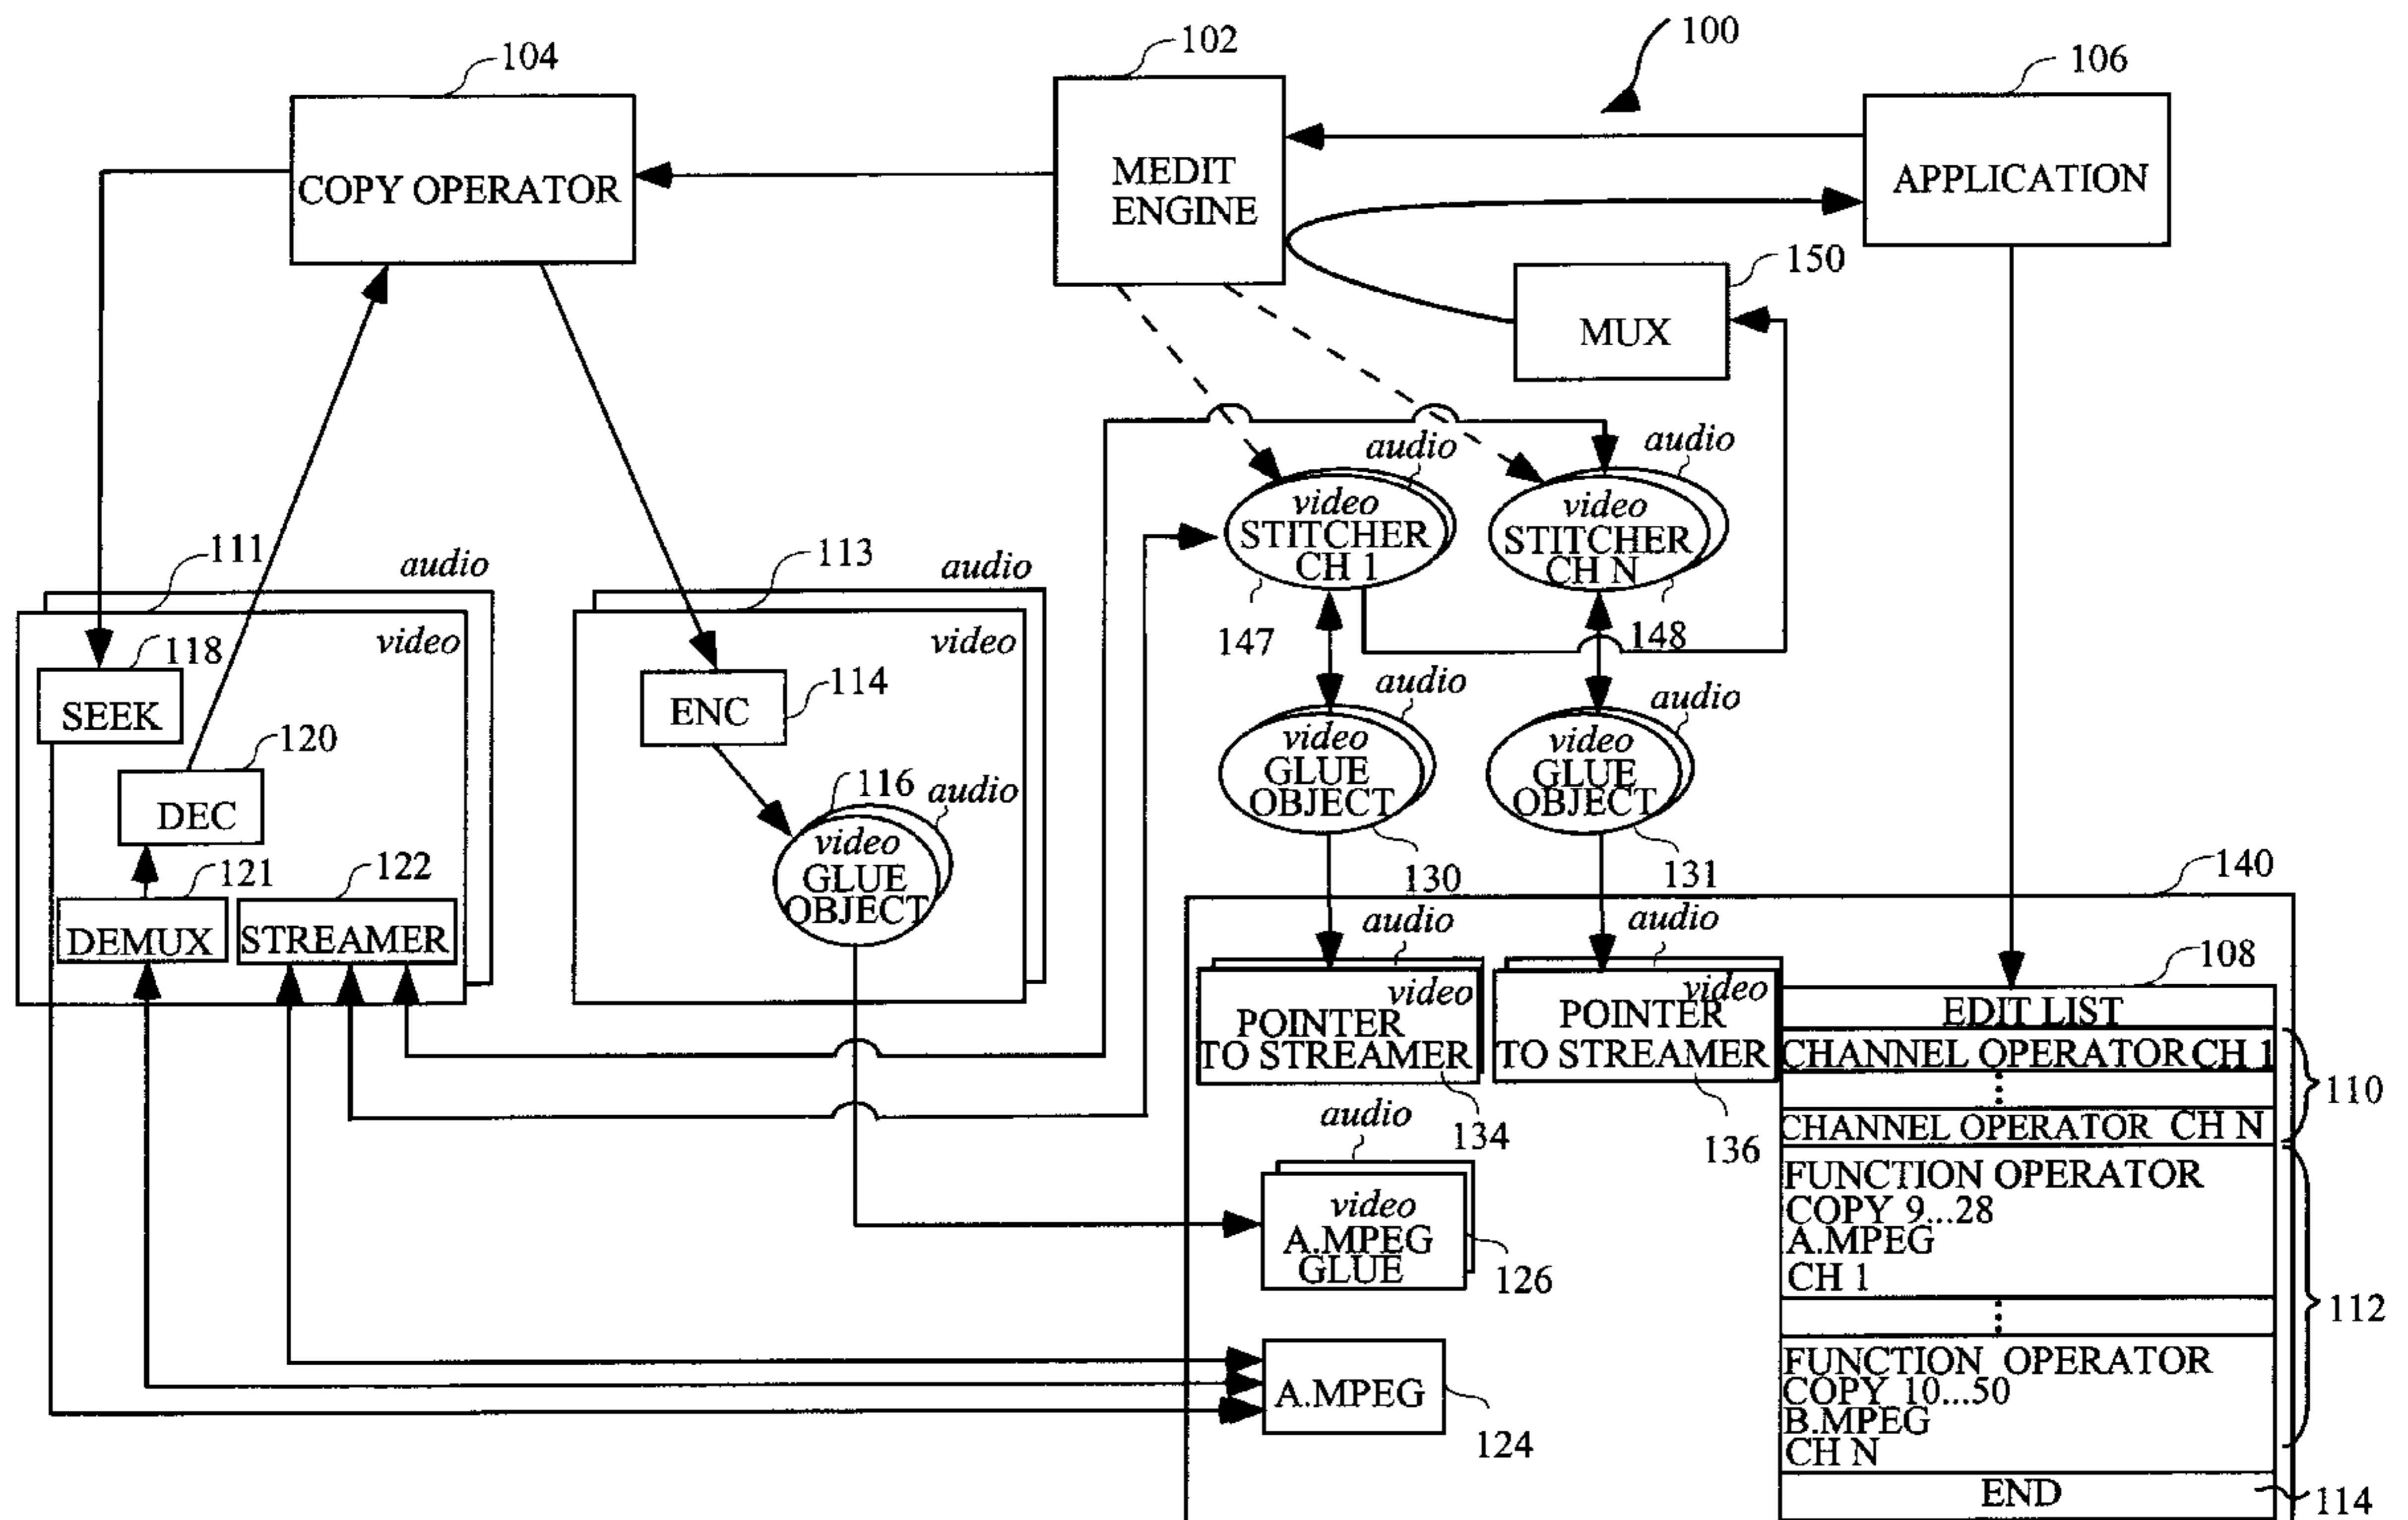 100
102
104
106
COPY OPERATOR
MEDIT
ENGINE
APPLICATION
150
MUX
audio
audio
video
STITCHER
CH 1
video
STITCHER
CH N
147
148
111
audio
video
118
SEEK
120
DEC
121
122
DEMUX
STREAMER
113
audio
video
ENC
114
116
audio
video
GLUE
OBJECT
audio
video
GLUE
OBJECT
130
audio
video
GLUE
OBJECT
131
140
audio
video
POINTER
TO STREAMER
134
audio
video
POINTER
TO STREAMER
136
108
EDIT LIST
CHANNEL OPERATOR CH 1
CHANNEL OPERATOR CH N
110
FUNCTION OPERATOR
COPY 9...28
A.MPEG
CH 1
112
FUNCTION OPERATOR
COPY 10...50
B.MPEG
CH N
END
114
audio
video
A.MPEG
GLUE
126
A.MPEG
124